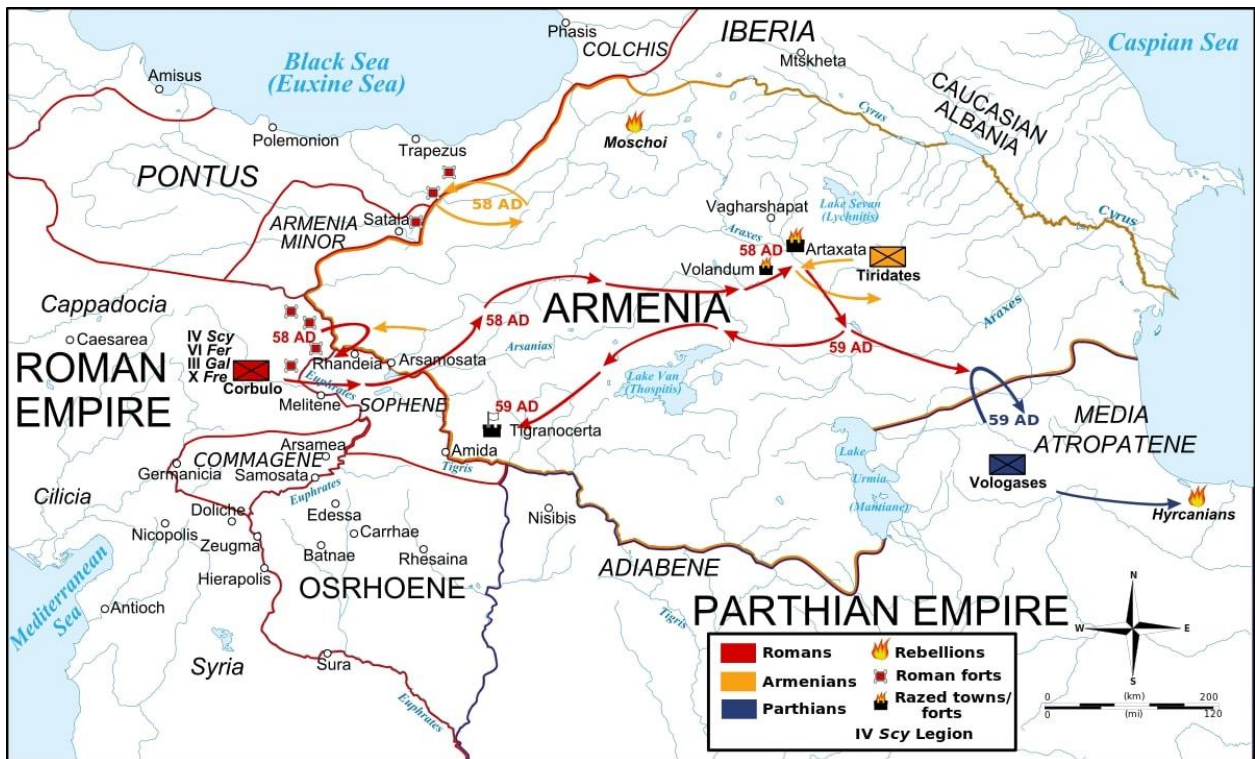 Phasis
COLCHIS
IBERIA
Mtskheta
Caspian Sea
Black Sea
(Euxine Sea)
Amisus
Polemonion
Trapezus
Moschoi
Cyrus
CAUCASIAN
ALBANIA
PONTUS
ARMENIA
MINOR
Satala
58 AD
Vagharshapat
Lake Sevan
(Lychnitis)
Cyrus
Araxes
58 AD
Artaxata
Volandum
Tiridates
Cappadocia
Caesarea
ROMAN
EMPIRE
IV Scy
VI Fer
III Gal
X Fre
Corbulo
58 AD
Rhandeia
Arsamosata
58 AD
ARMENIA
Arsanias
59 AD
Araxes
Euphrates
Melitene
SOPHENE
Lake Van
(Thospitis)
59 AD
Tigranocerta
59 AD
MEDIA
ATROPATENE
Vologases
Hyrcanians
Arsamea
COMMAGENE
Germanicia
Samosata
Amida
Tigris
Lake
Urmia
(Mantiane)
Cilicia
Euphrates
Doliche
Nicopolis
Zeugma
Edessa
Carrhae
Batnae
Rhesaina
Nisibis
Hierapolis
OSRHOENE
ADIABENE
Mediterranean
Sea
Antioch
Syria
Sura
Euphrates
Tigris
PARTHIAN EMPIRE
Romans
Armenians
Parthians
Rebellions
Roman forts
Razed towns/
forts
IV Scy Legion
N
W
E
S
0 (km) 200
0 (mi) 120